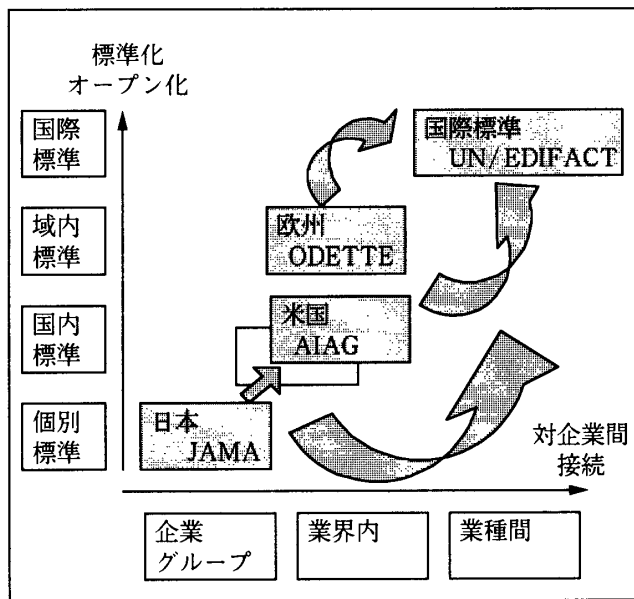 標準化
オープン化
国際
標準
域内
標準
国内
標準
個別
標準
国際標準
UN/EDIFACT
欧州
ODETTE
米国
AIAG
日本
JAMA
対企業間
接続
企業
グループ
業界内
業種間